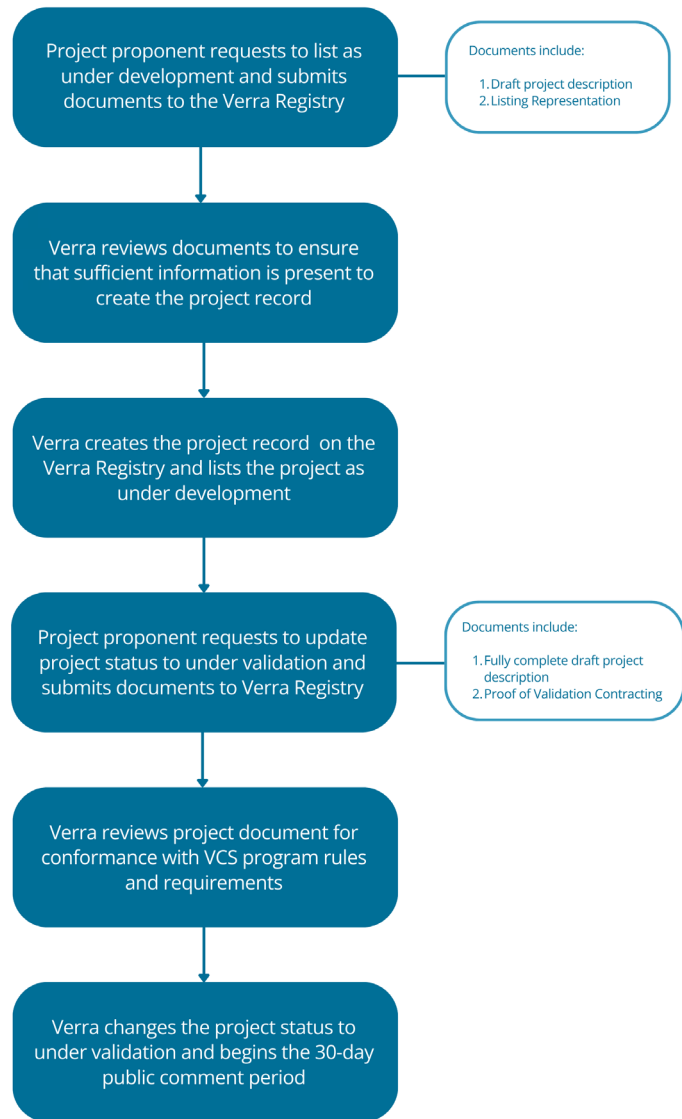 Project proponent requests to list as
under development and submits
documents to the Verra Registry
Documents include:
1. Draft project description
2. Listing Representation
Verra reviews documents to ensure
that sufficient information is present to
create the project record
Verra creates the project record on the
Verra Registry and lists the project as
under development
Project proponent requests to update
project status to under validation and
submits documents to Verra Registry
Documents include:
1. Fully complete draft project
description
2. Proof of Validation Contracting
Verra reviews project document for
conformance with VCS program rules
and requirements
Verra changes the project status to
under validation and begins the 30-day
public comment period